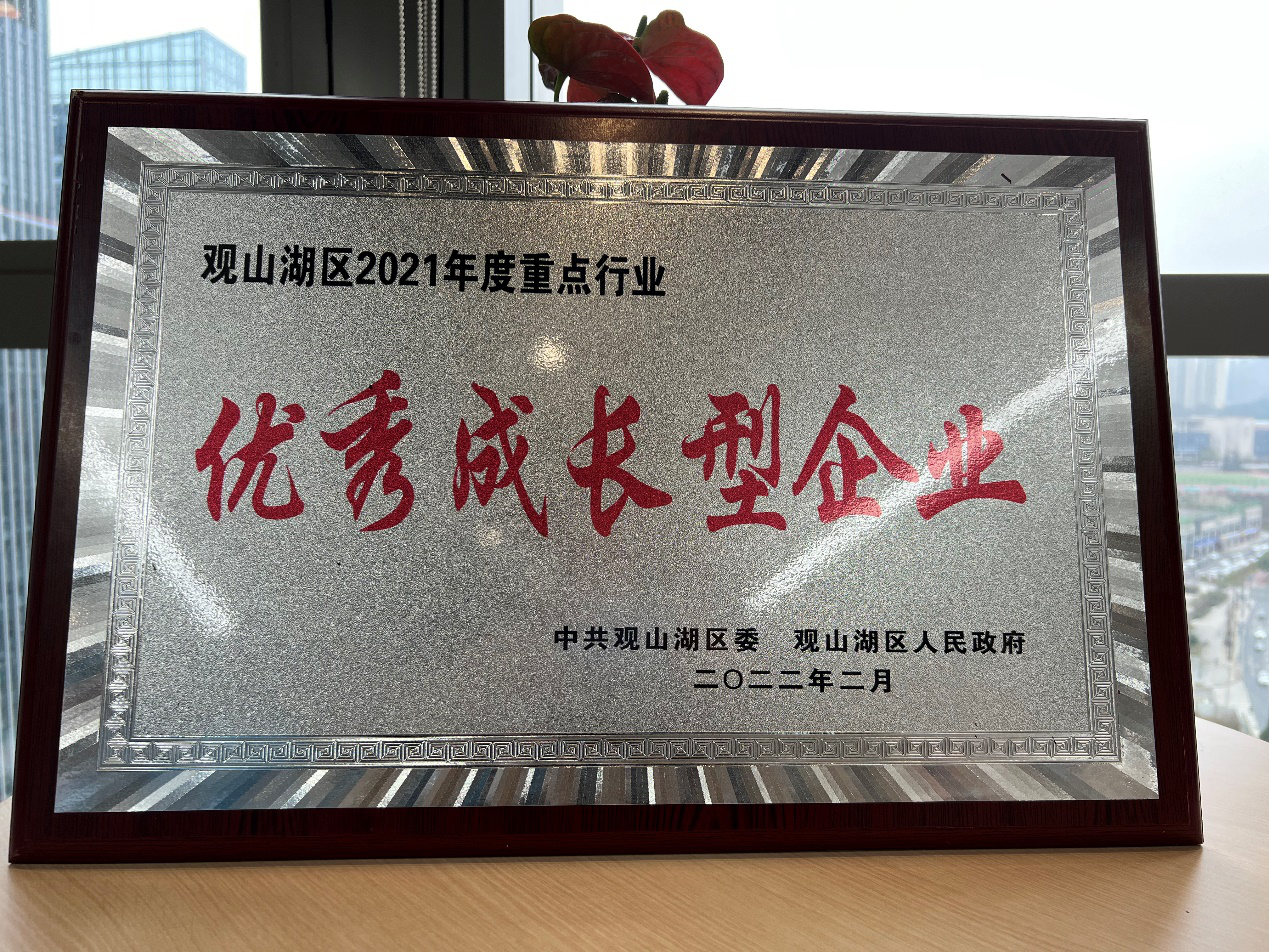 观山湖区2021年度重点行业
优秀成长型企业
中共观山湖区委 观山湖区人民政府
二〇二二年二月